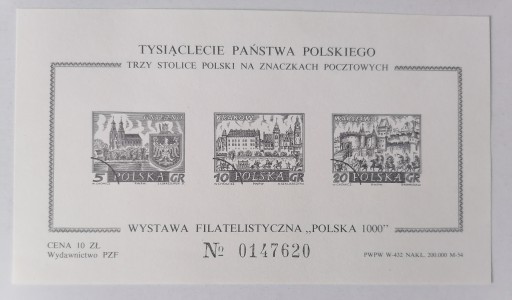 TYSIĄCLECIE PAŃSTWA POLSKIEGO
TRZY STOLICE POLSKI NA ZNACZKACH POCZTOWYCH
GNIEZNO KRAKÓW WARSZAWA
5 POLSKA GR 10 POLSKA GR 20 POLSKA GR
WYSTAWA FILATELISTYCZNA „POLSKA 1000”
CENA 10 ZŁ
Wydawnictwo PZF
No 0147620
PWPW W-432 NAKŁ. 200.000 M-54